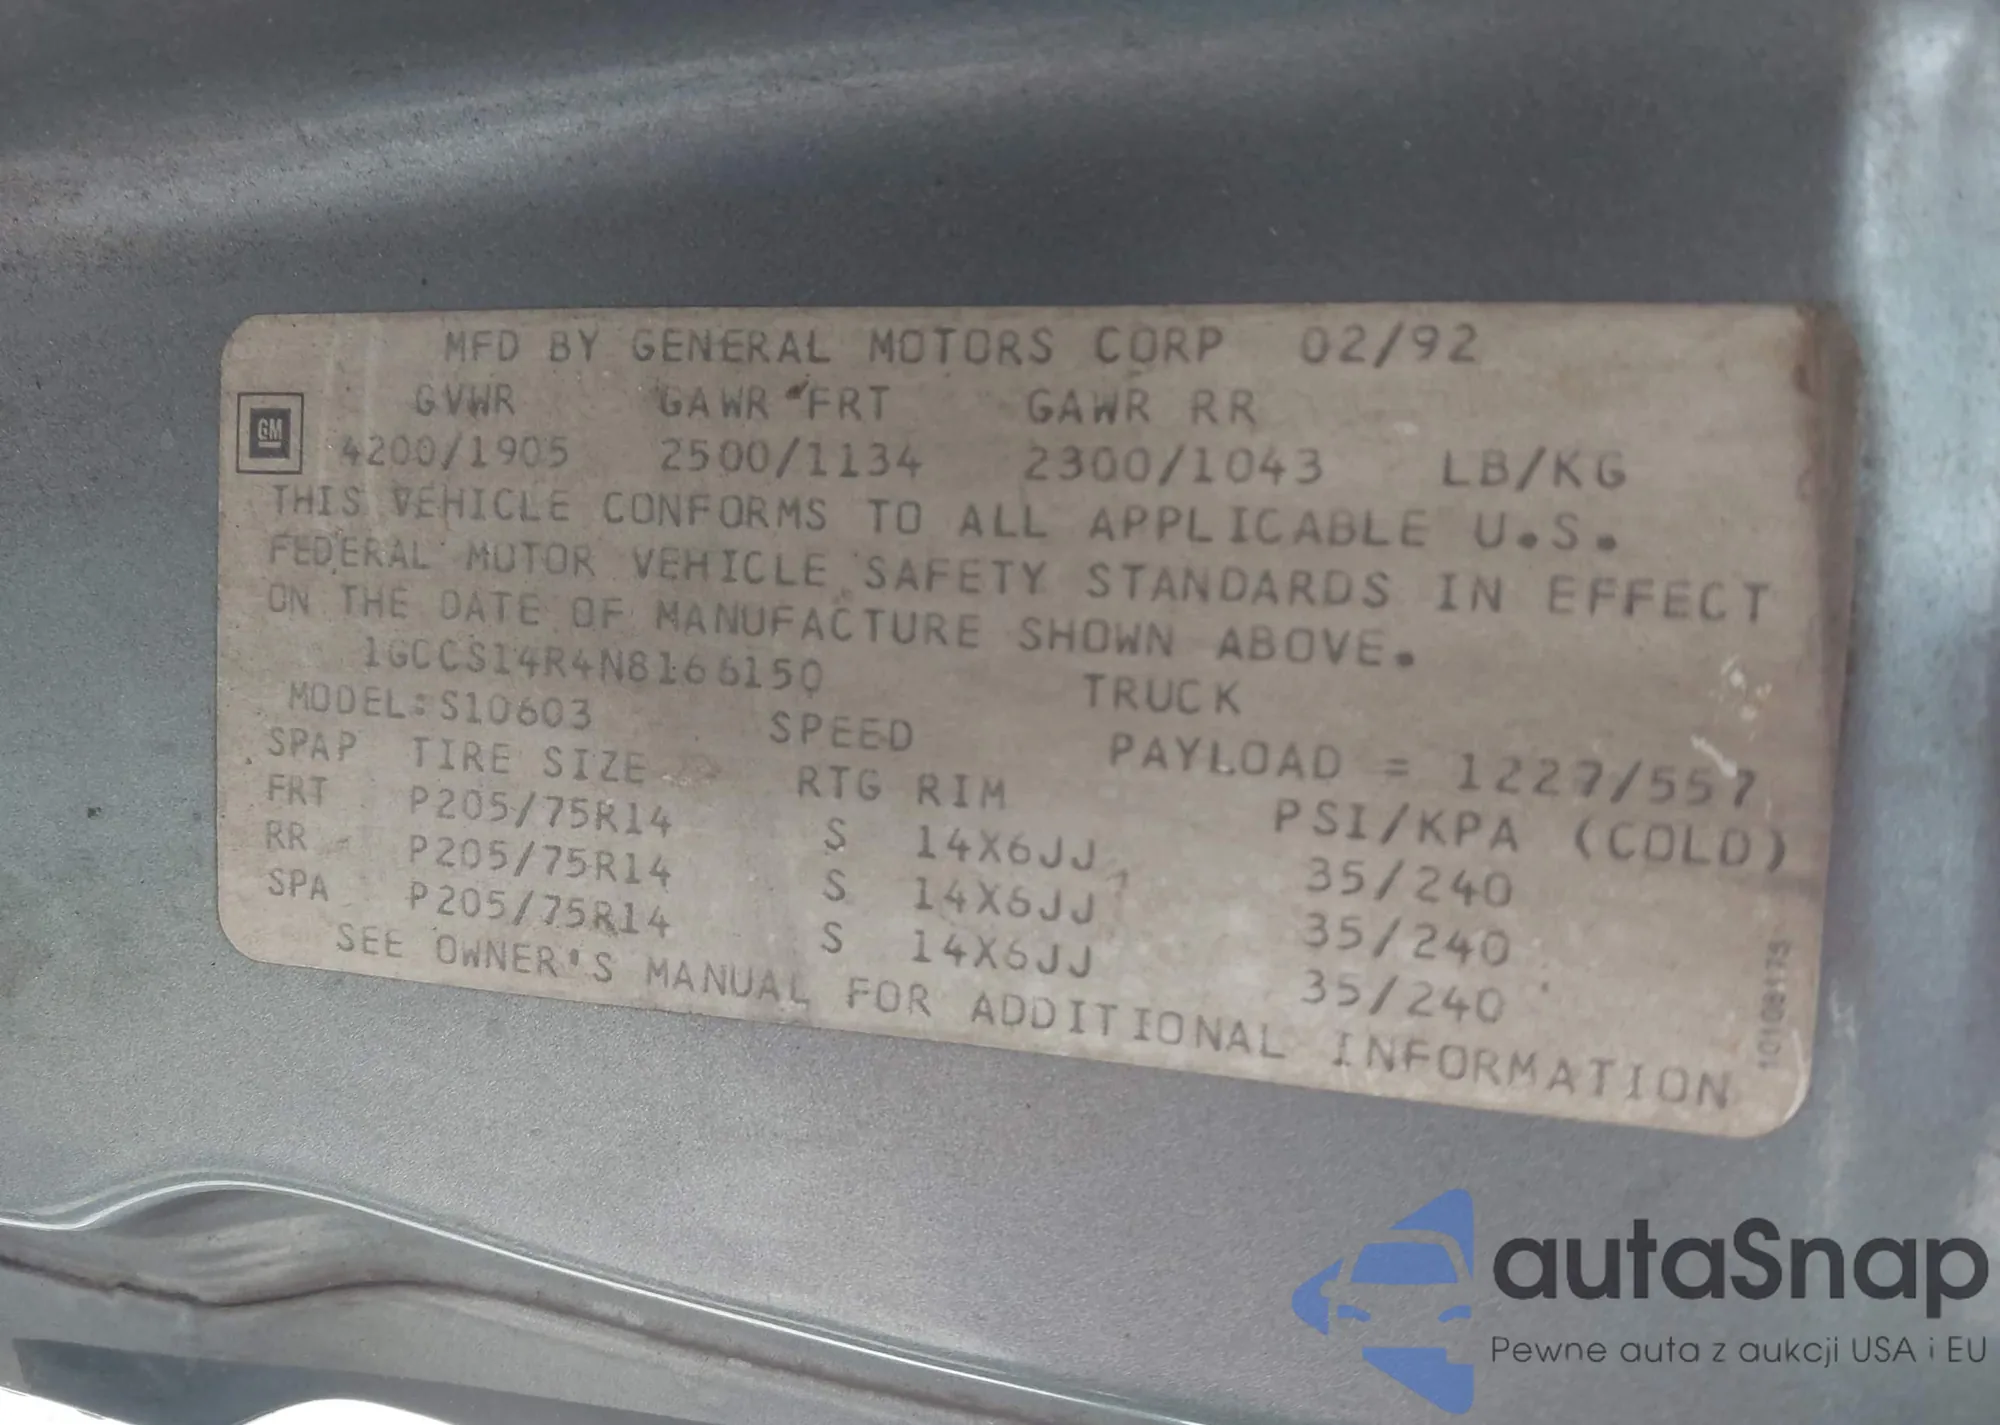 MFD BY GENERAL MOTORS CORP 02/92
GVWR GAWR FRT GAWR RR
GM
4200/1905 2500/1134 2300/1043 LB/KG
THIS VEHICLE CONFORMS TO ALL APPLICABLE U.S.
FEDERAL MOTOR VEHICLE SAFETY STANDARDS IN EFFECT
ON THE DATE OF MANUFACTURE SHOWN ABOVE.
1GCCS14R4N8166150 TRUCK
MODEL:S10603 SPEED PAYLOAD = 1227/557
SPAP TIRE SIZE RTG RIM PSI/KPA (COLD)
FRT P205/75R14 S 14X6JJ 35/240
RR P205/75R14 S 14X6JJ 35/240
SPA P205/75R14 S 14X6JJ 35/240
SEE OWNER'S MANUAL FOR ADDITIONAL INFORMATION
10108175
autaSnap
Pewne auta z aukcji USA i EU